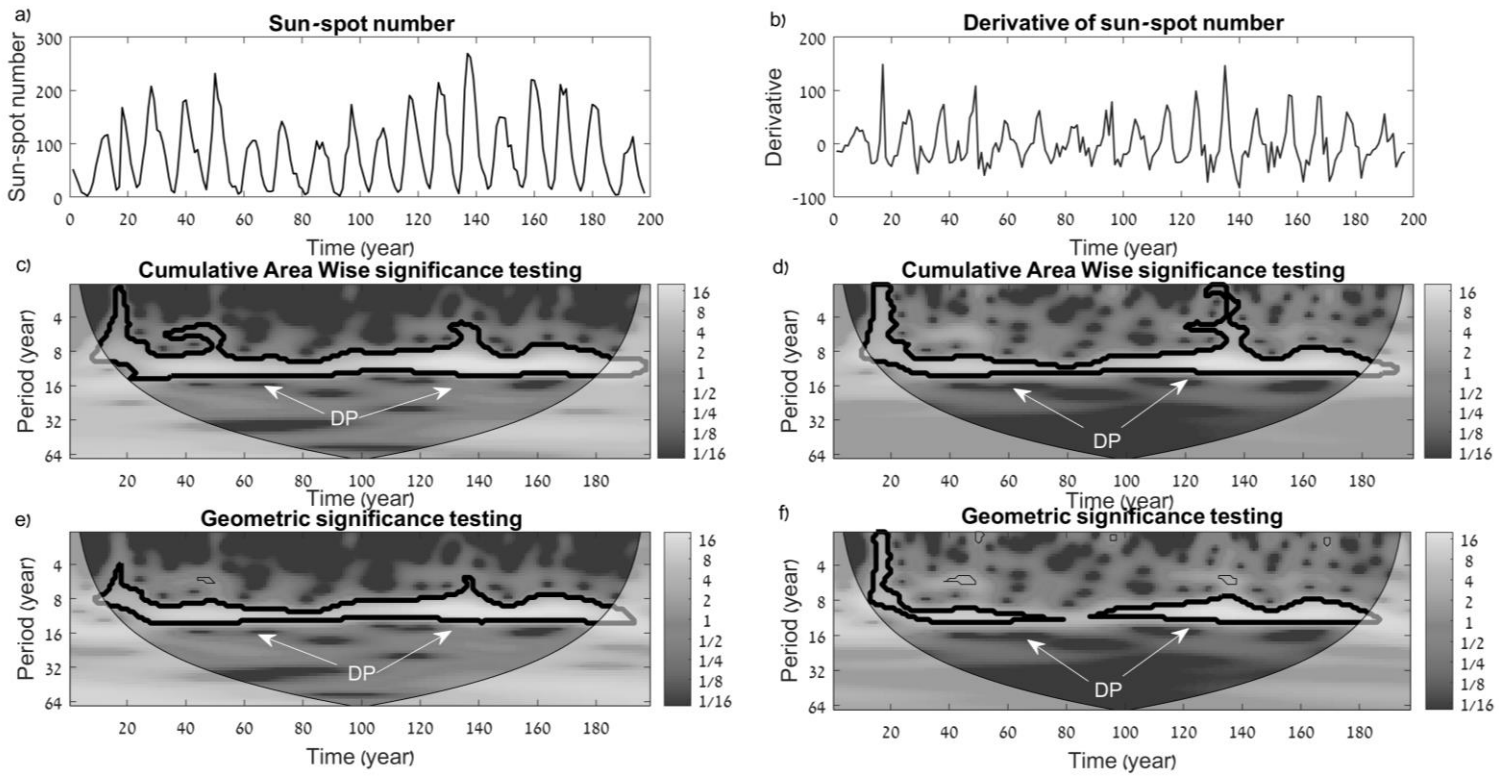 a)
Sun-spot number
Sun-spot number
300
200
100
0
0 20 40 60 80 100 120 140 160 180 200
Time (year)
b)
Derivative of sun-spot number
Derivative
200
100
0
-100
0 20 40 60 80 100 120 140 160 180 200
Time (year)
c)
Cumulative Area Wise significance testing
Period (year)
4
8
16
32
64
DP
20 40 60 80 100 120 140 160 180
Time (year)
16
8
4
2
1
1/2
1/4
1/8
1/16
d)
Cumulative Area Wise significance testing
Period (year)
4
8
16
32
64
DP
20 40 60 80 100 120 140 160 180
Time (year)
16
8
4
2
1
1/2
1/4
1/8
1/16
e)
Geometric significance testing
Period (year)
4
8
16
32
64
DP
20 40 60 80 100 120 140 160 180
Time (year)
16
8
4
2
1
1/2
1/4
1/8
1/16
f)
Geometric significance testing
Period (year)
4
8
16
32
64
DP
20 40 60 80 100 120 140 160 180
Time (year)
16
8
4
2
1
1/2
1/4
1/8
1/16